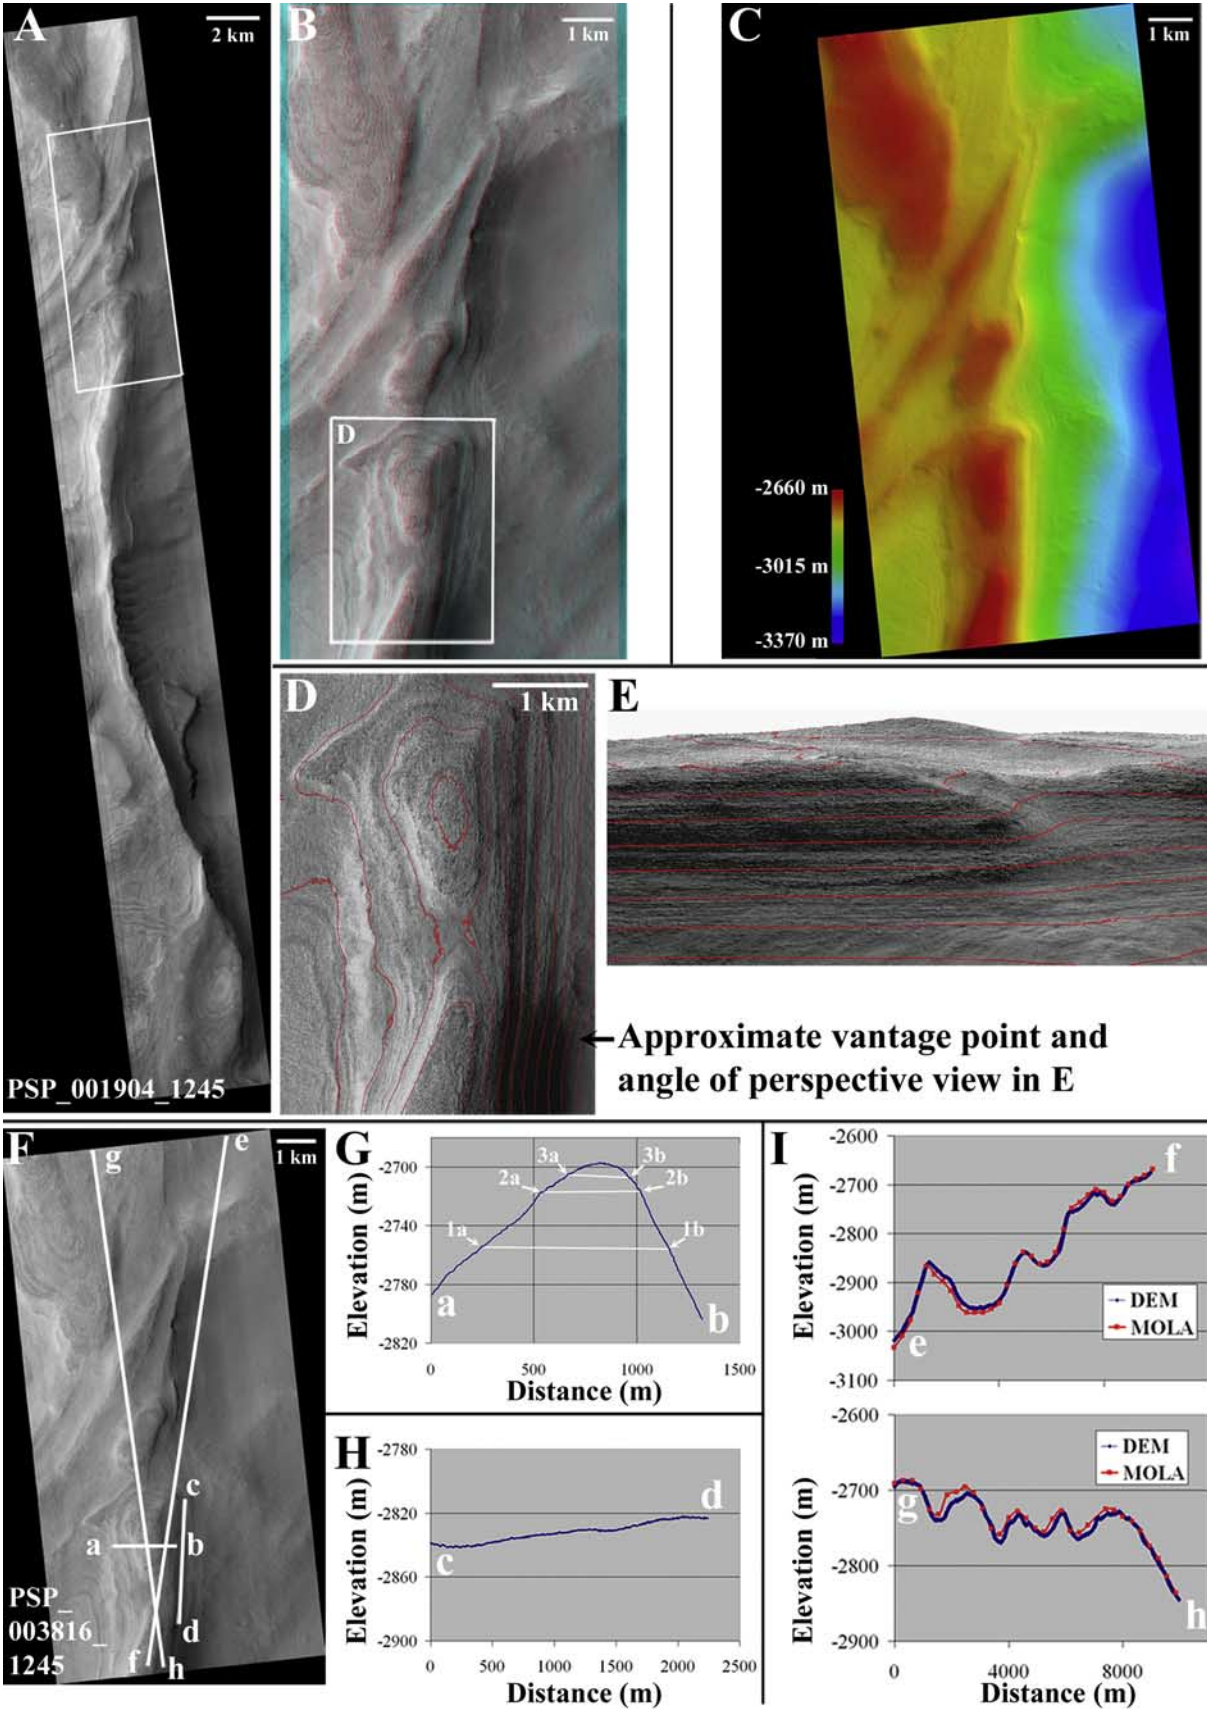 A
2 km
B
1 km
C
1 km
D
-2660 m
-3015 m
-3370 m
D
1 km
E
PSP_001904_1245
Approximate vantage point and
angle of perspective view in E
F
g
e
1 km
c
a
b
d
f
h
PSP_
003816_
1245
G
Elevation (m)
-2700
-2740
-2780
-2820
3a
3b
2a
2b
1a
1b
a
b
0
500
1000
1500
Distance (m)
H
Elevation (m)
-2780
-2820
-2860
-2900
c
d
0
500
1000
1500
2000
2500
Distance (m)
I
Elevation (m)
-2600
-2700
-2800
-2900
-3000
-3100
f
e
DEM
MOLA
Elevation (m)
-2600
-2700
-2800
-2900
DEM
MOLA
g
h
0
4000
8000
Distance (m)